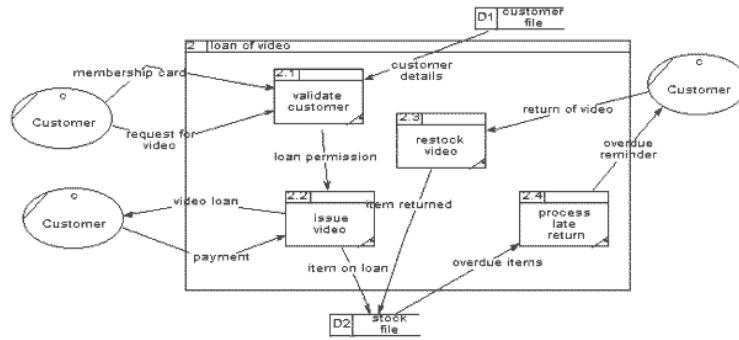 D1 customer
file
2 loan of video
membership card
2.1
customer
details
validate
customer
c
Customer
request for
video
2.3
return of video
c
Customer
restock
video
overdue
reminder
loan permission
2.2
video loan
item returned
2.4
c
Customer
issue
video
process
late
return
payment
item on loan
overdue items
D2 stock
file